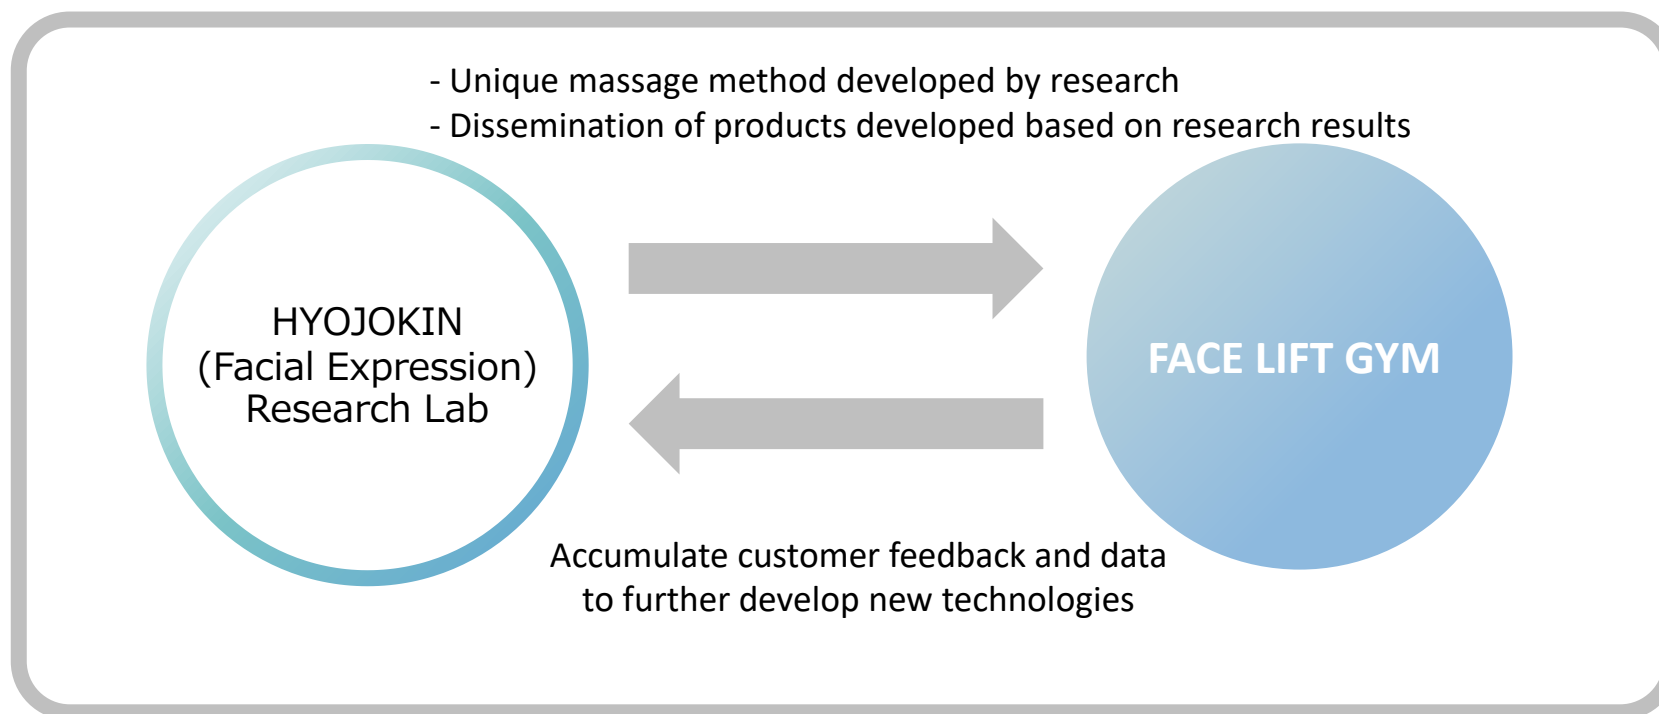 - Unique massage method developed by research
- Dissemination of products developed based on research results
HYOJOKIN
(Facial Expression)
Research Lab
FACE LIFT GYM
Accumulate customer feedback and data
to further develop new technologies